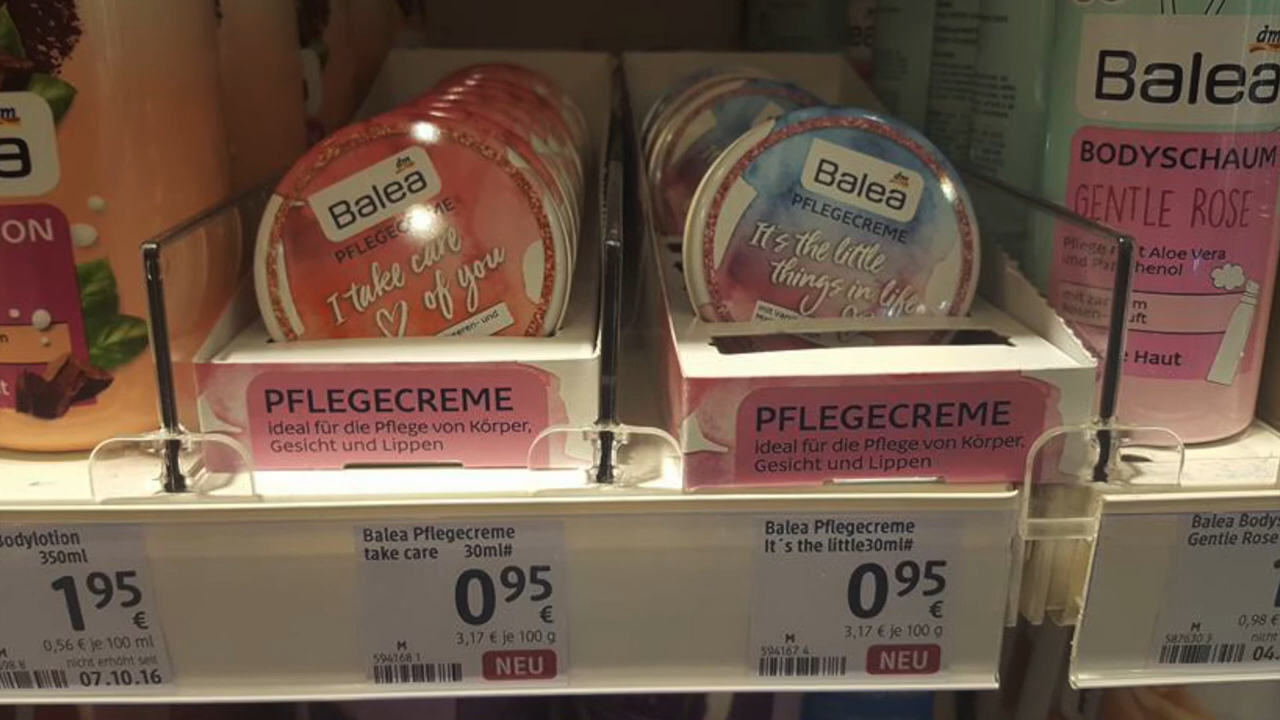 ON
dm
Balea
PFLEGECREME
I take care
of you
dm
Balea
PFLEGECREME
It's the little
things in life
dm
Balea
BODYSCHAUM
GENTLE ROSE
Aloe Vera
Haut
PFLEGECREME
ideal für die Pflege von Körper,
Gesicht und Lippen
PFLEGECREME
ideal für die Pflege von Körper,
Gesicht und Lippen
Bodylotion
350ml
1 95
€
0,56 € je 100 ml
nicht erhöht seit
07.10.16
Balea Pflegecreme
take care 30ml#
0 95
€
3,17 € je 100 g
M
594168 1
NEU
Balea Pflegecreme
It´s the little30ml#
0 95
€
3,17 € je 100 g
M
594167 4
NEU
Balea Bodys
Gentle Rose
0,98 €
M
587630 3
04.